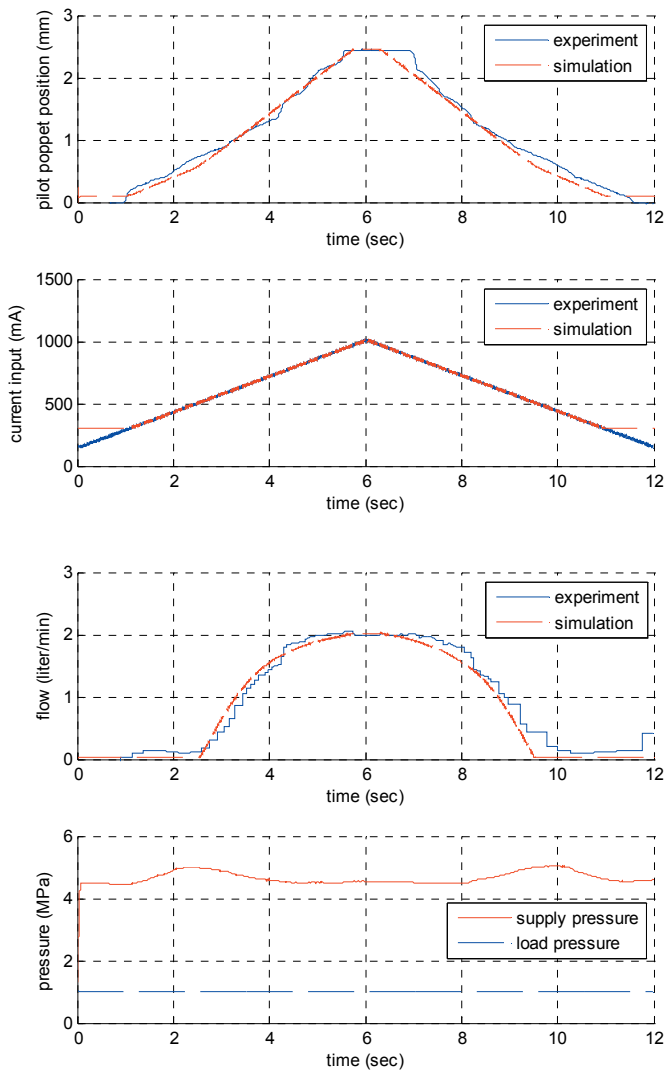 3
2
1
0
pilot poppet position (mm)
experiment
simulation
0 2 4 6 8 10 12
time (sec)
1500
1000
500
0
current input (mA)
experiment
simulation
0 2 4 6 8 10 12
time (sec)
3
2
1
0
flow (liter/min)
experiment
simulation
0 2 4 6 8 10 12
time (sec)
6
4
2
0
pressure (MPa)
supply pressure
load pressure
0 2 4 6 8 10 12
time (sec)